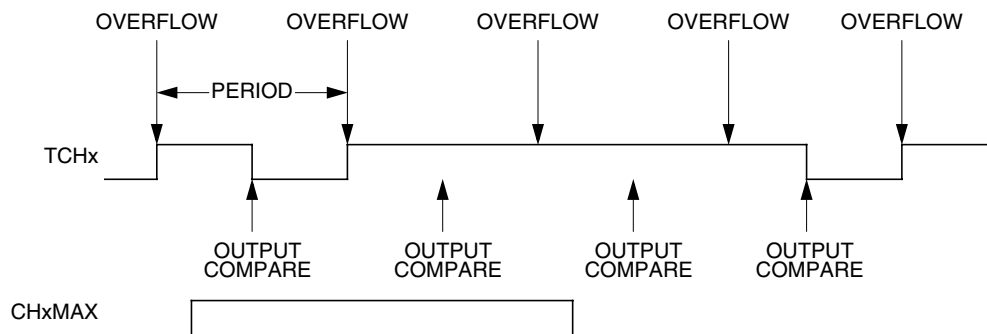 OVERFLOW OVERFLOW OVERFLOW OVERFLOW OVERFLOW
PERIOD
TCHx
OUTPUT OUTPUT OUTPUT OUTPUT
COMPARE COMPARE COMPARE COMPARE
CHxMAX